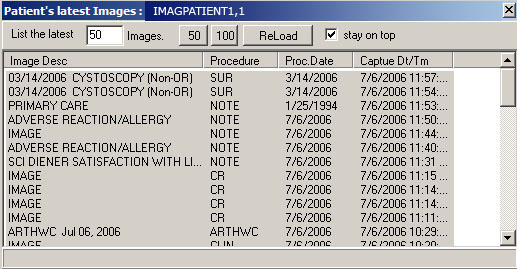 Patient's latest Images : IMAGPATIENT1,1
List the latest 50 Images. 50 100 ReLoad stay on top
Image Desc Procedure Proc.Date Captue Dt/Tm
03/14/2006 CYSTOSCOPY (Non-OR) SUR 3/14/2006 7/6/2006 11:57:...
03/14/2006 CYSTOSCOPY (Non-OR) SUR 3/14/2006 7/6/2006 11:54:...
PRIMARY CARE NOTE 1/25/1994 7/6/2006 11:53:...
ADVERSE REACTION/ALLERGY NOTE 7/6/2006 7/6/2006 11:50:...
IMAGE NOTE 7/6/2006 7/6/2006 11:44:...
ADVERSE REACTION/ALLERGY NOTE 7/6/2006 7/6/2006 11:40:...
SCI DIENER SATISFACTION WITH LI... NOTE 7/6/2006 7/6/2006 11:31 ...
IMAGE CR 7/6/2006 7/6/2006 11:15:...
IMAGE CR 7/6/2006 7/6/2006 11:14:...
IMAGE CR 7/6/2006 7/6/2006 11:14:...
IMAGE CR 7/6/2006 7/6/2006 11:11:...
ARTHWC Jul 06, 2006 ARTHWC 7/6/2006 7/6/2006 10:29:...
IMAGE CLIN 7/6/2006 7/6/2006